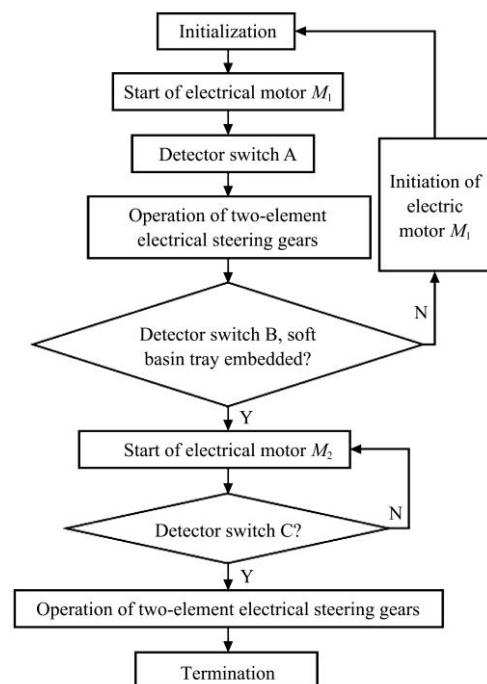 Initialization
Start of electrical motor M₁
Detector switch A
Operation of two-element
electrical steering gears
Initiation of
electric
motor M₁
N
Detector switch B, soft
basin tray embedded?
Y
Start of electrical motor M₂
N
Detector switch C?
Y
Operation of two-element electrical steering gears
Termination